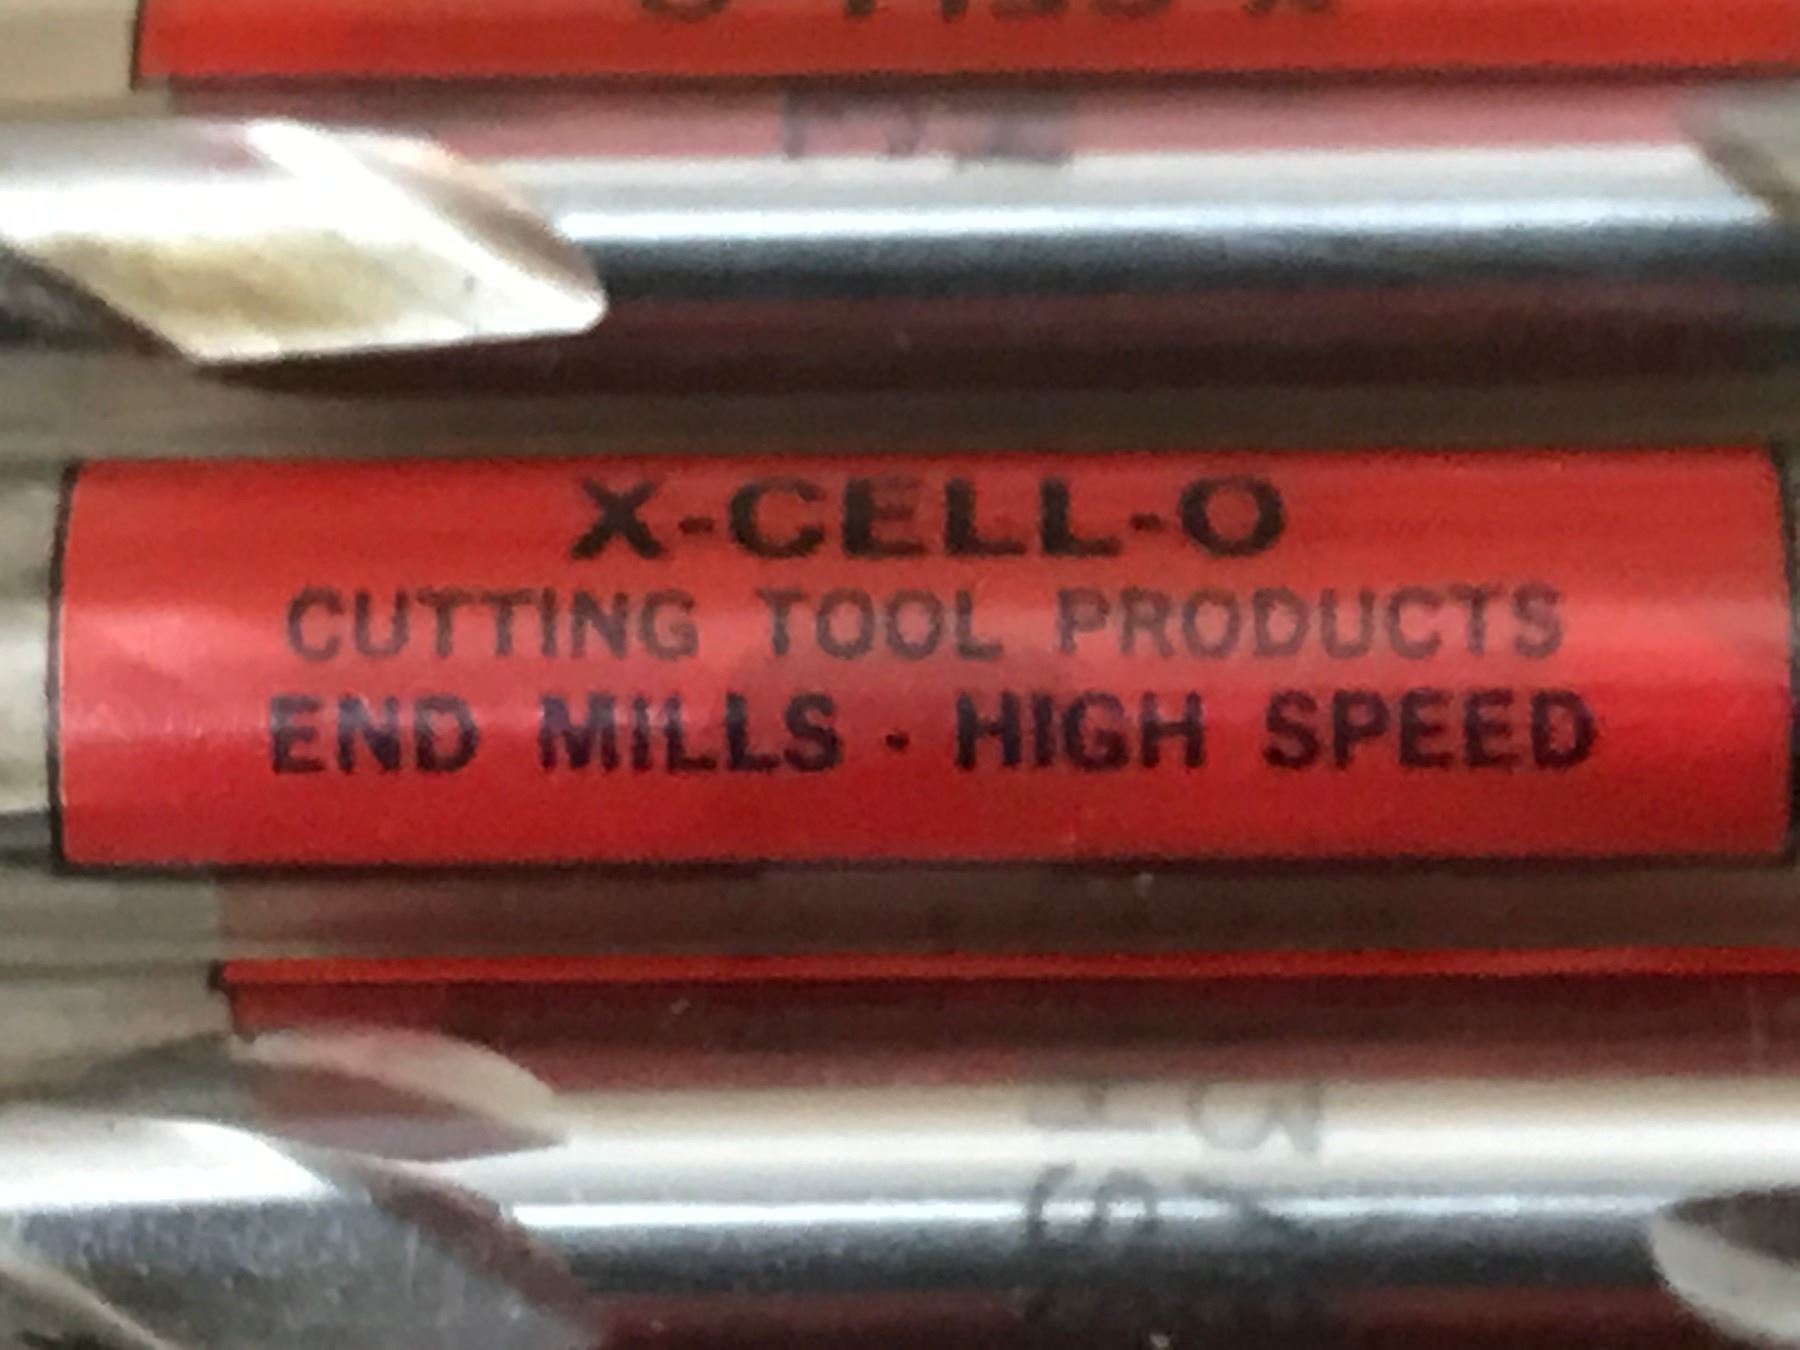 X-CELL-O
CUTTING TOOL PRODUCTS
END MILLS · HIGH SPEED